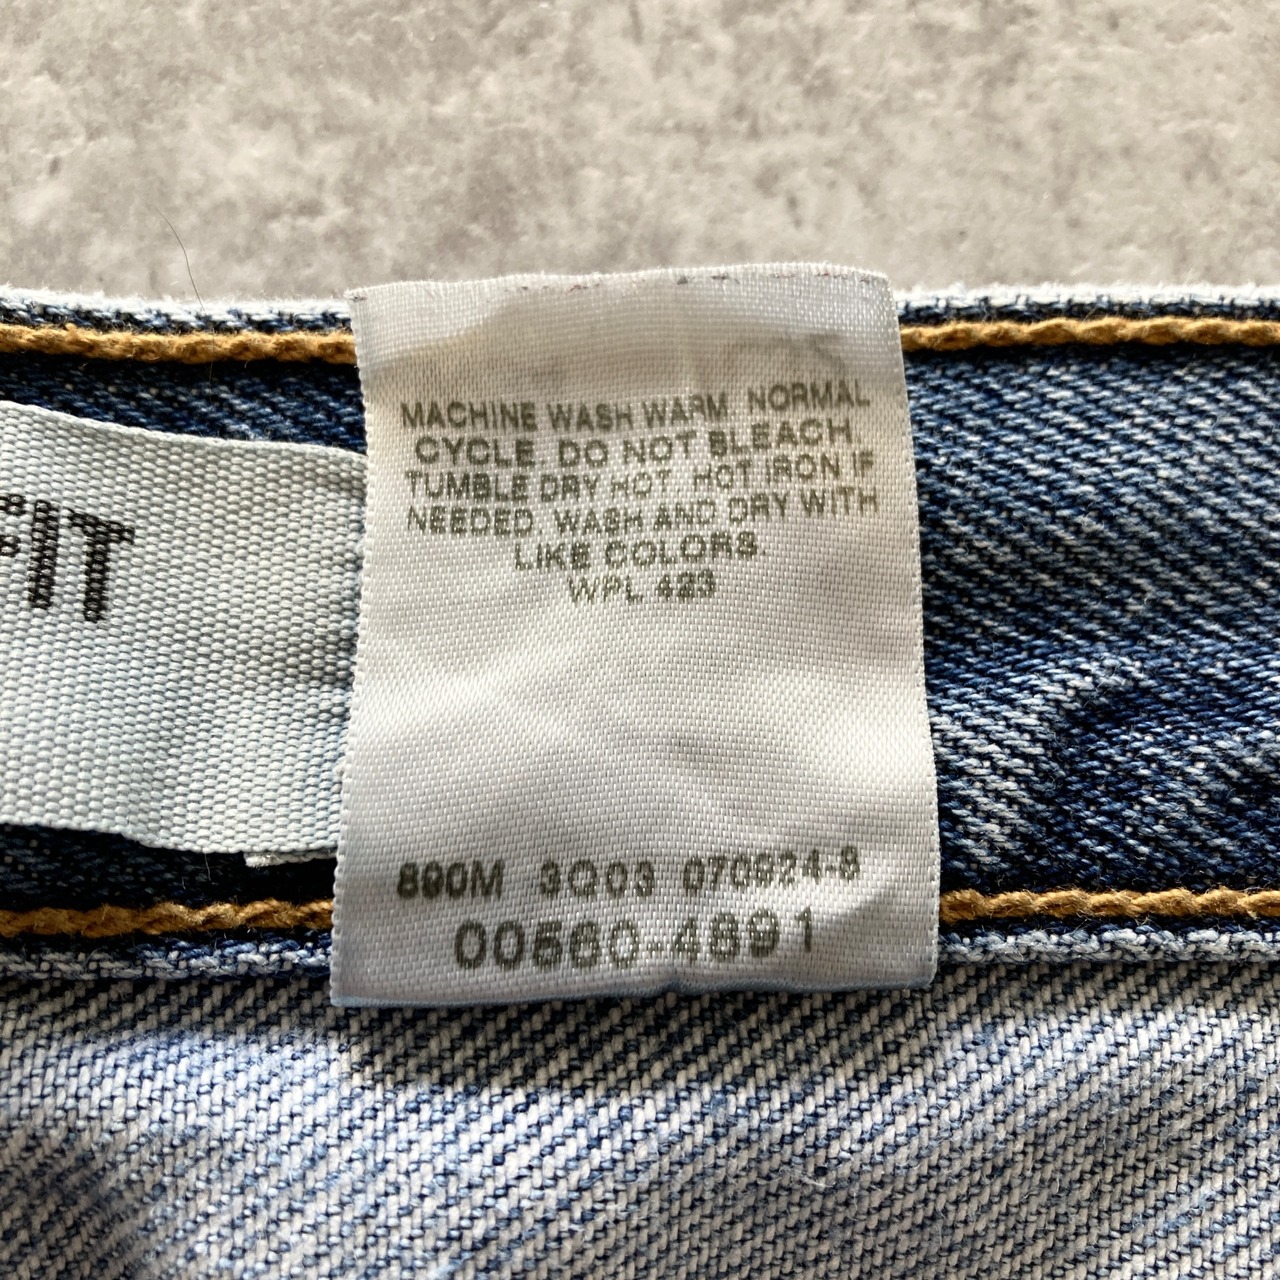 FIT
MACHINE WASH WARM. NORMAL
CYCLE. DO NOT BLEACH.
TUMBLE DRY HOT. HOT IRON IF
NEEDED. WASH AND DRY WITH
LIKE COLORS.
WPL 423
890M 3Q03 070924-8
00560-4891